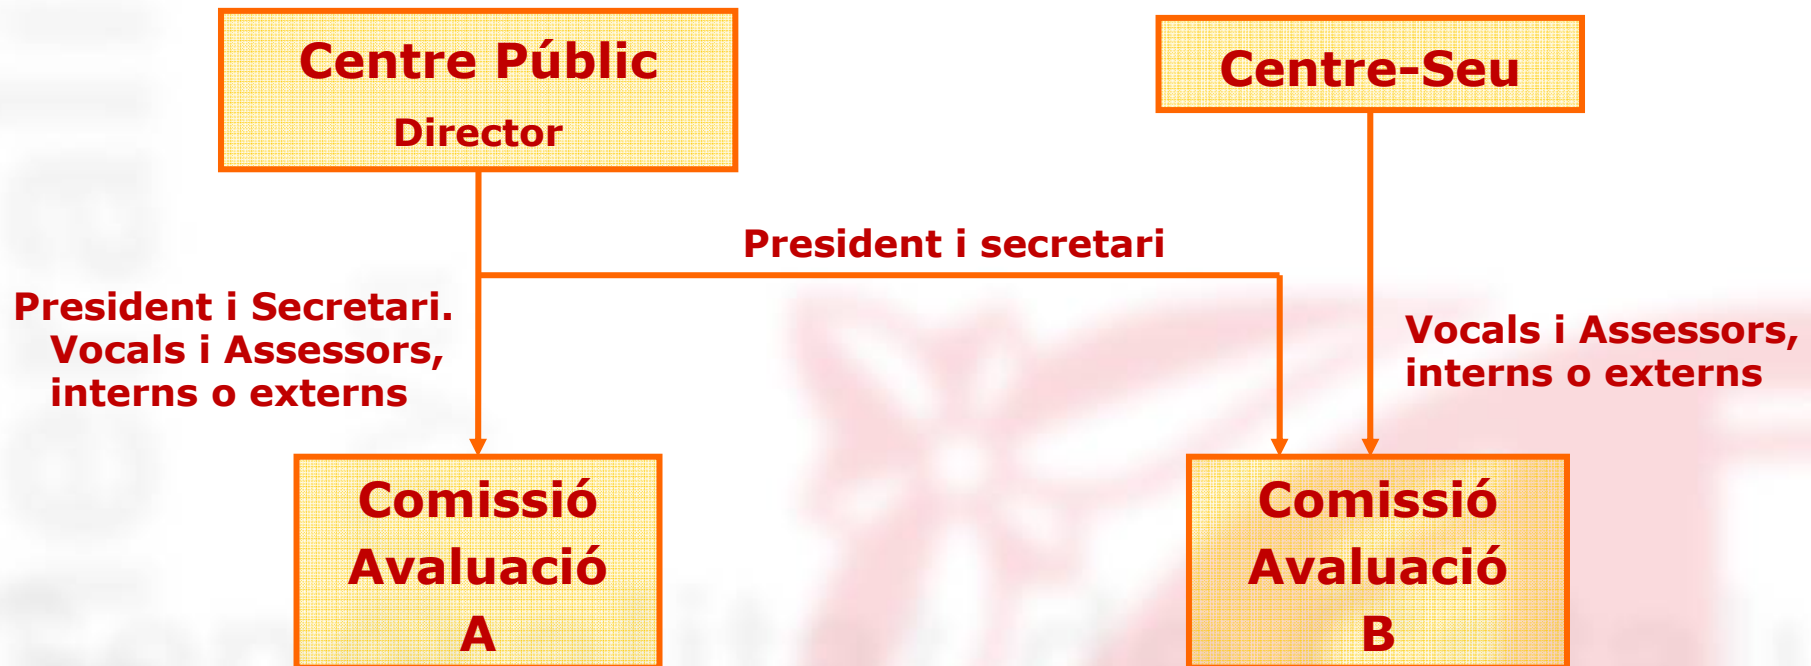 Centre Públic
Director
Centre-Seu
President i secretari
President i Secretari.
Vocals i Assessors,
interns o externs
Vocals i Assessors,
interns o externs
Comissió
Avaluació
A
Comissió
Avaluació
B